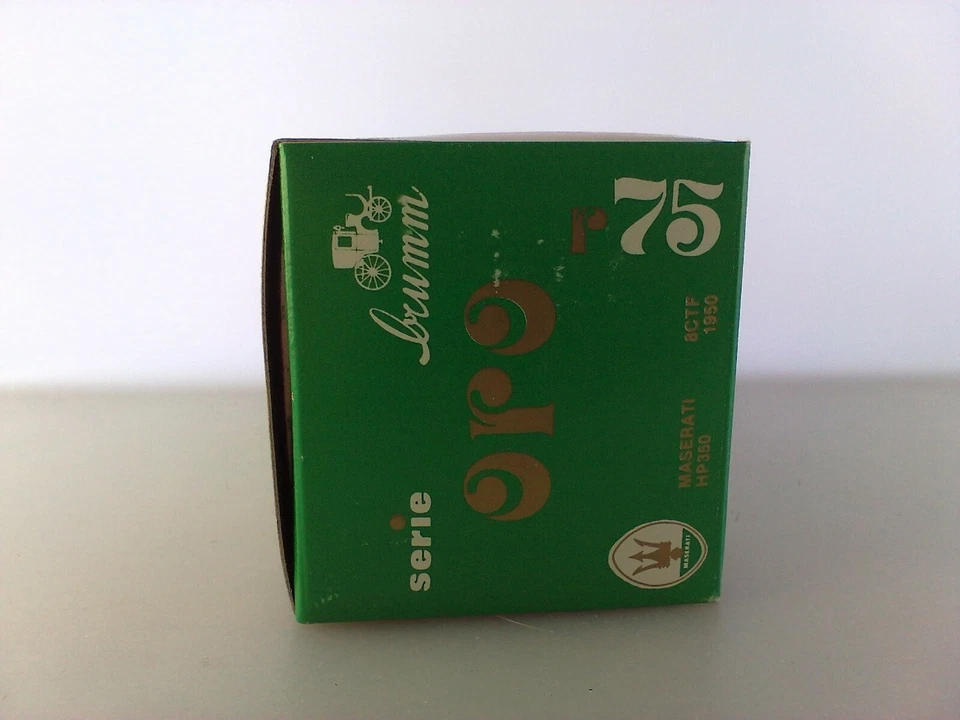 brumm
serie
oro
r75
MASERATI 8CTF
HP350 1950
MASERATI